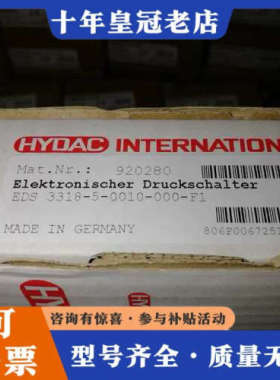 十年皇冠老店
HYDAC INTERNATIONAL
Mat.Nr.: 920280
Elektronischer Druckschalter
EDS 3318-5-0010-000-F1
MADE IN GERMANY
咨询有惊喜·参与补贴活动
型号齐全·质量保证